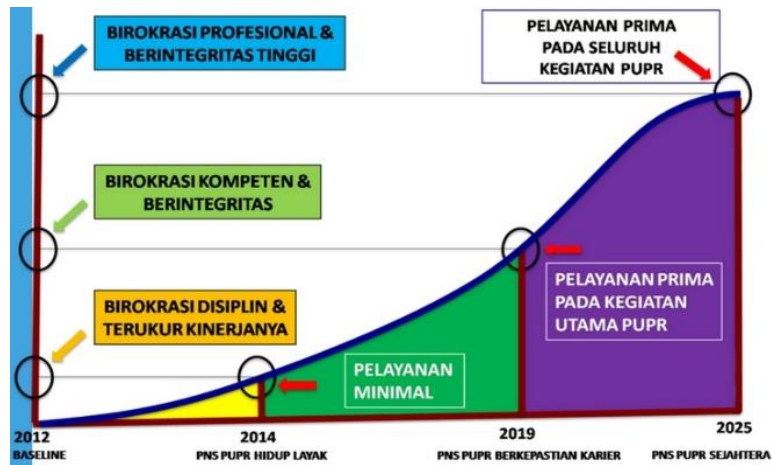 BIROKRASI PROFESIONAL &
BERINTEGRITAS TINGGI
PELAYANAN PRIMA
PADA SELURUH
KEGIATAN PUPR
BIROKRASI KOMPETEN &
BERINTEGRITAS
PELAYANAN PRIMA
PADA KEGIATAN
UTAMA PUPR
BIROKRASI DISIPLIN &
TERUKUR KINERJANYA
PELAYANAN
MINIMAL
2012
BASELINE
2014
PNS PUPR HIDUP LAYAK
2019
PNS PUPR BERKEPASTIAN KARIER
2025
PNS PUPR SEJAHTERA